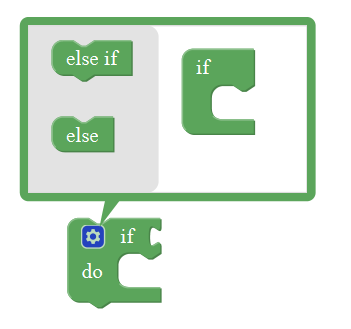 else if
if
else
if
do